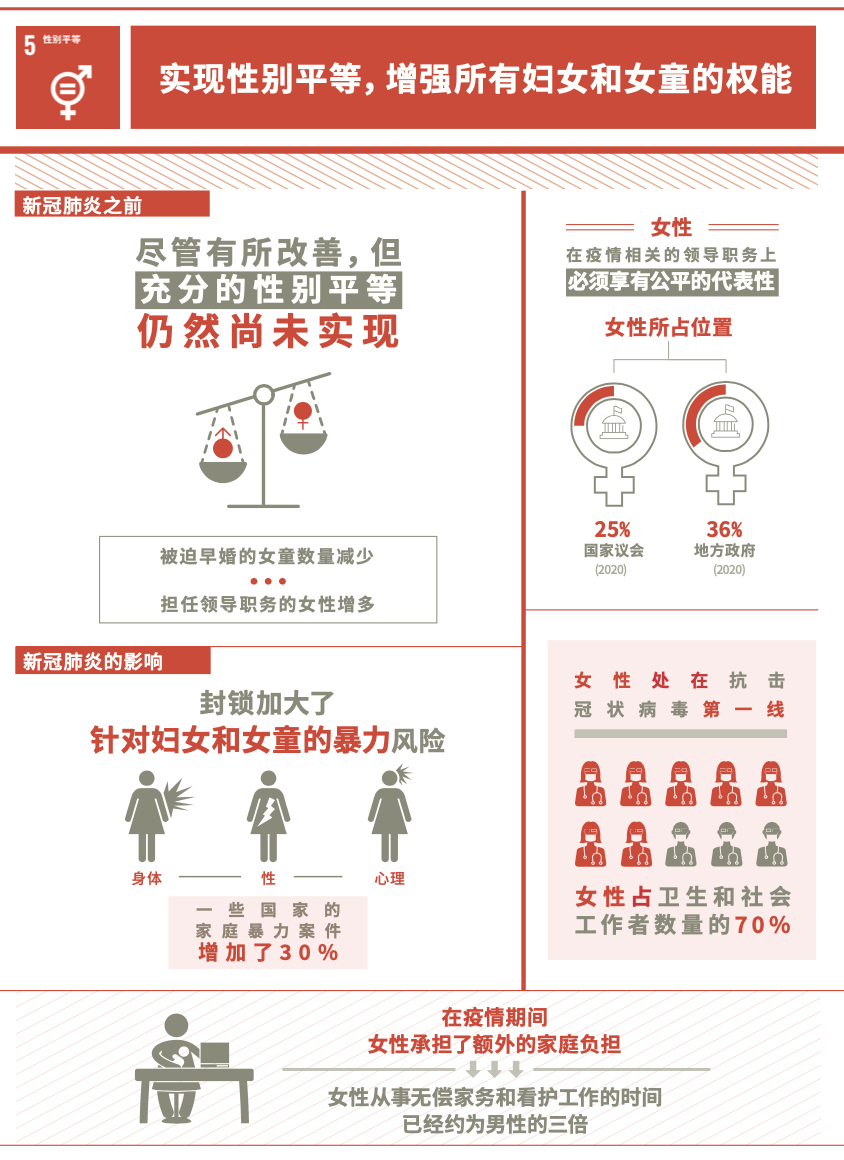 5 性别平等
实现性别平等，增强所有妇女和女童的权能
新冠肺炎之前
尽管有所改善，但
充分的性别平等
仍然尚未实现
被迫早婚的女童数量减少
担任领导职务的女性增多
女性
在疫情相关的领导职务上
必须享有公平的代表性
女性所占位置
25% 36%
国家议会 地方政府
(2020) (2020)
新冠肺炎的影响
封锁加大了
针对妇女和女童的暴力风险
身体 性 心理
一些国家的
家庭暴力案件
增加了30%
女性处在抗击
冠状病毒第一线
女性占卫生和社会
工作者数量的70%
在疫情期间
女性承担了额外的家庭负担
女性从事无偿家务和看护工作的时间
已经约为男性的三倍